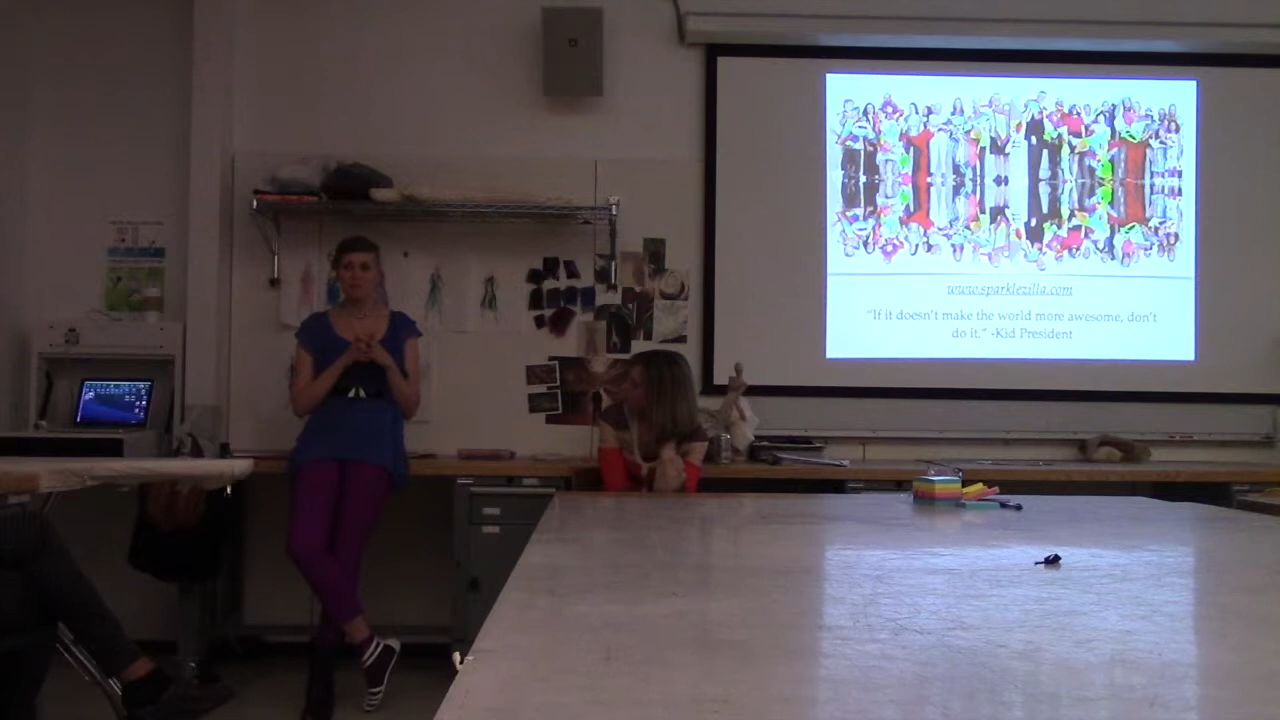 www.sparklezilla.com
“If it doesn’t make the world more awesome, don’t
do it.” -Kid President